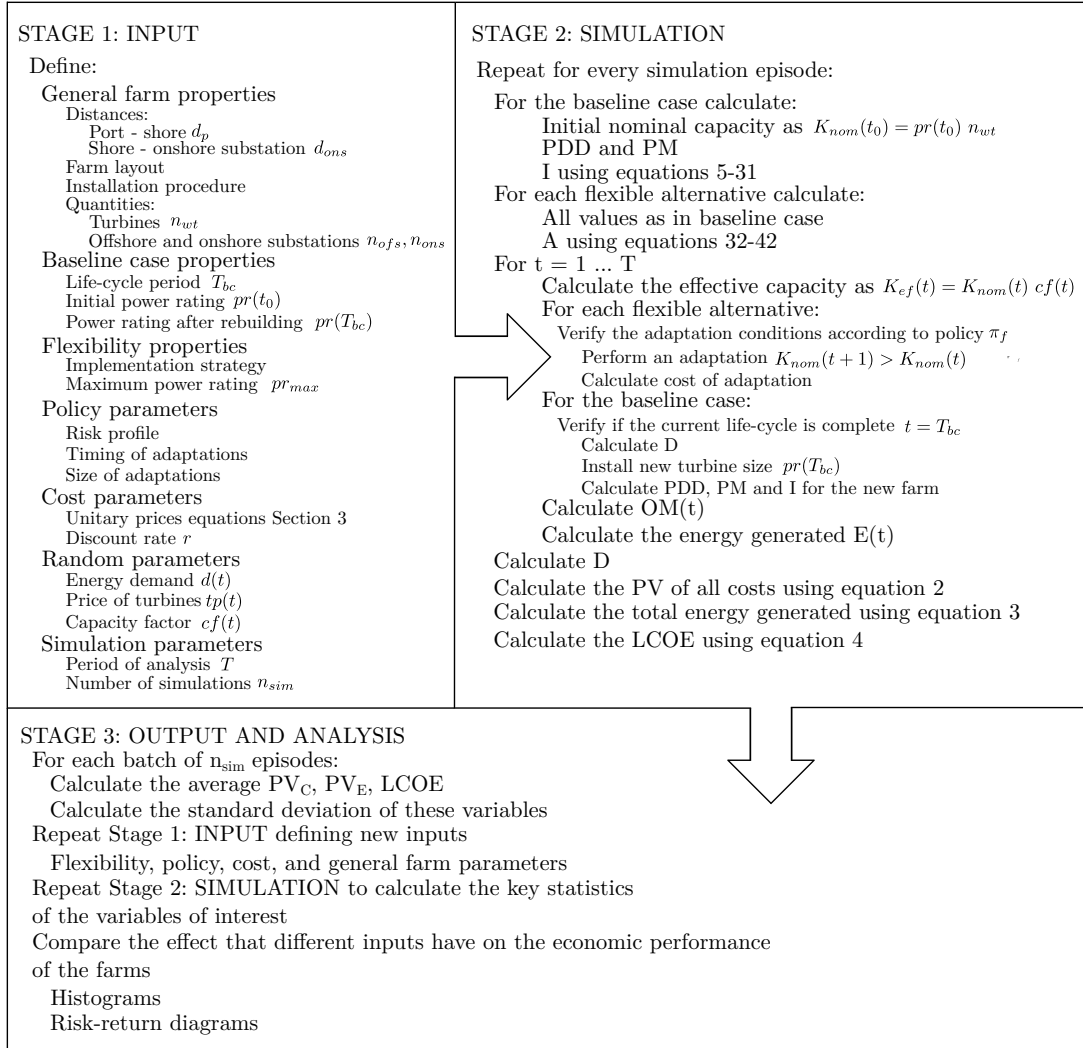 STAGE 1: INPUT
Define:
General farm properties
Distances:
Port - shore d_p
Shore - onshore substation d_{ons}
Farm layout
Installation procedure
Quantities:
Turbines n_{wt}
Offshore and onshore substations n_{ofs}, n_{ons}
Baseline case properties
Life-cycle period T_{bc}
Initial power rating pr(t_0)
Power rating after rebuilding pr(T_{bc})
Flexibility properties
Implementation strategy
Maximum power rating pr_{max}
Policy parameters
Risk profile
Timing of adaptations
Size of adaptations
Cost parameters
Unitary prices equations Section 3
Discount rate r
Random parameters
Energy demand d(t)
Price of turbines tp(t)
Capacity factor cf(t)
Simulation parameters
Period of analysis T
Number of simulations n_{sim}
STAGE 2: SIMULATION
Repeat for every simulation episode:
For the baseline case calculate:
Initial nominal capacity as K_{nom}(t_0) = pr(t_0) n_{wt}
PDD and PM
I using equations 5-31
For each flexible alternative calculate:
All values as in baseline case
A using equations 32-42
For t = 1 ... T
Calculate the effective capacity as K_{ef}(t) = K_{nom}(t) cf(t)
For each flexible alternative:
Verify the adaptation conditions according to policy π_f
Perform an adaptation K_{nom}(t + 1) > K_{nom}(t)
Calculate cost of adaptation
For the baseline case:
Verify if the current life-cycle is complete t = T_{bc}
Calculate D
Install new turbine size pr(T_{bc})
Calculate PDD, PM and I for the new farm
Calculate OM(t)
Calculate the energy generated E(t)
Calculate D
Calculate the PV of all costs using equation 2
Calculate the total energy generated using equation 3
Calculate the LCOE using equation 4
STAGE 3: OUTPUT AND ANALYSIS
For each batch of n_{sim} episodes:
Calculate the average PV_C, PV_E, LCOE
Calculate the standard deviation of these variables
Repeat Stage 1: INPUT defining new inputs
Flexibility, policy, cost, and general farm parameters
Repeat Stage 2: SIMULATION to calculate the key statistics
of the variables of interest
Compare the effect that different inputs have on the economic performance
of the farms
Histograms
Risk-return diagrams